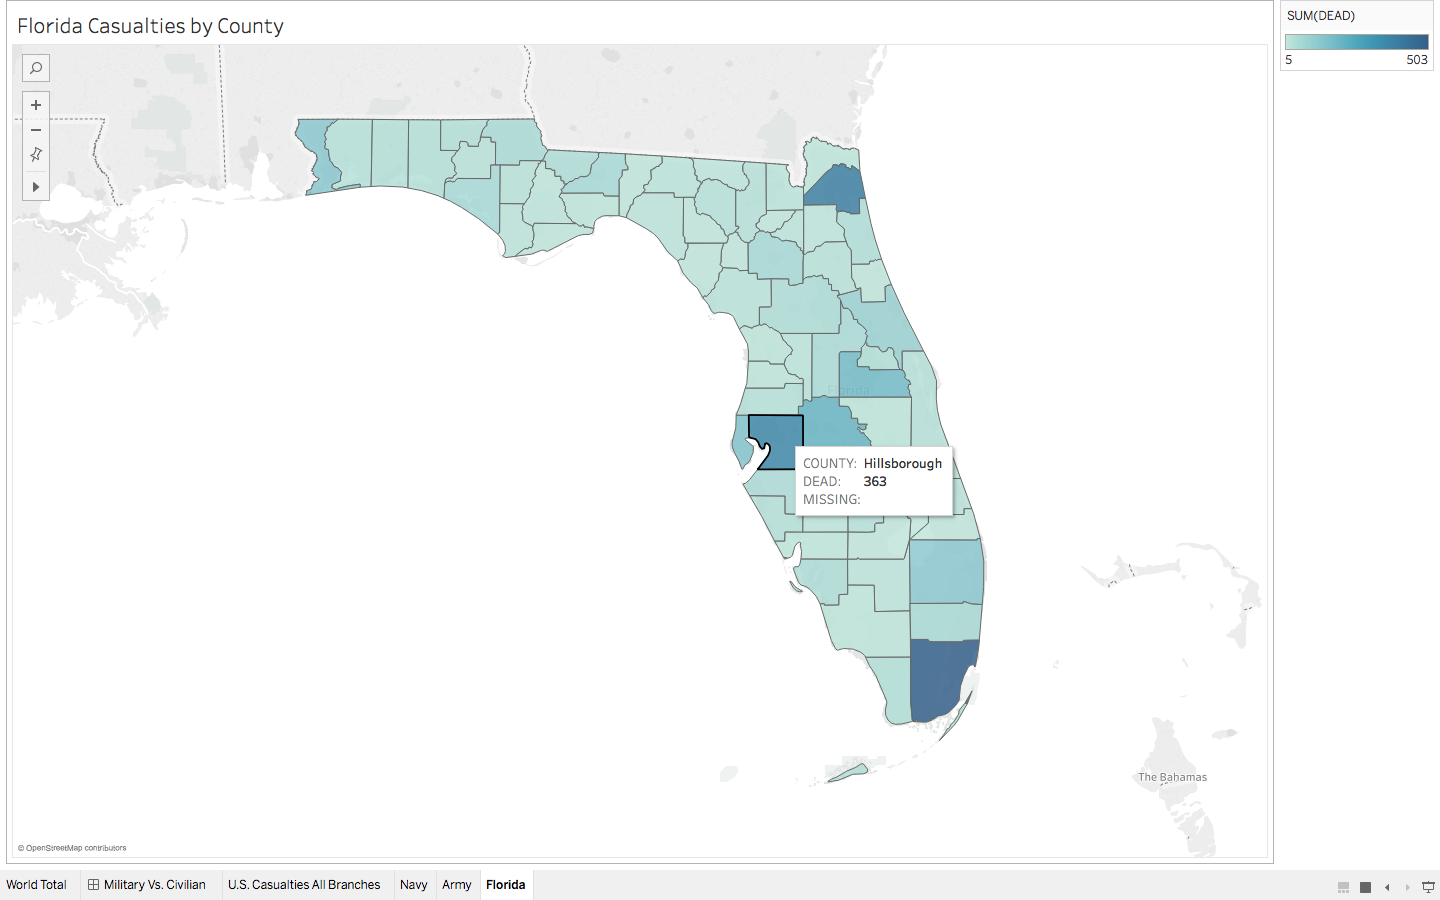 Florida Casualties by County
SUM(DEAD)
5 503
Florida
COUNTY: Hillsborough
DEAD: 363
MISSING:
The Bahamas
© OpenStreetMap contributors
World Total Military Vs. Civilian U.S. Casualties All Branches Navy Army Florida